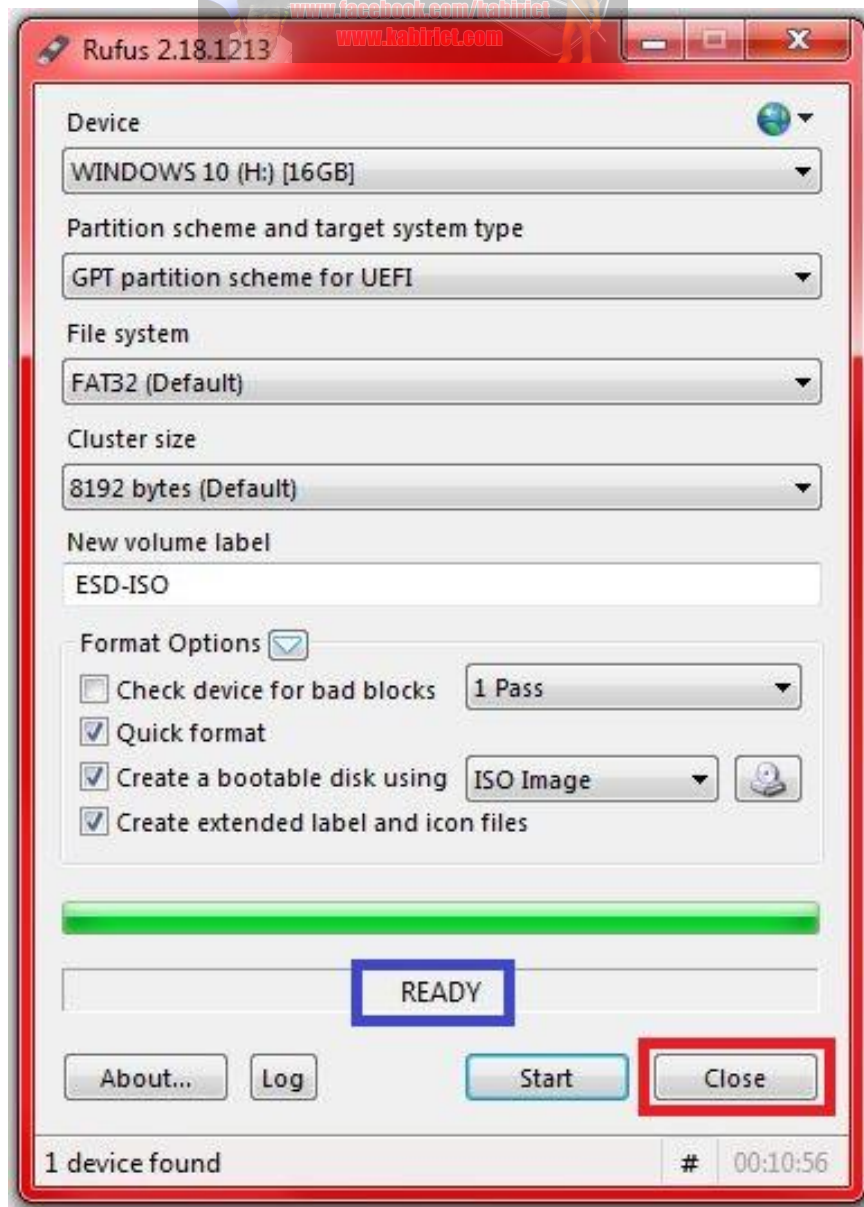 www.facebook.com/kabirict
www.kabirict.com
Rufus 2.18.1213
Device
WINDOWS 10 (H:) [16GB]
Partition scheme and target system type
GPT partition scheme for UEFI
File system
FAT32 (Default)
Cluster size
8192 bytes (Default)
New volume label
ESD-ISO
Format Options
Check device for bad blocks 1 Pass
Quick format
Create a bootable disk using ISO Image
Create extended label and icon files
READY
About... Log Start Close
1 device found # 00:10:56